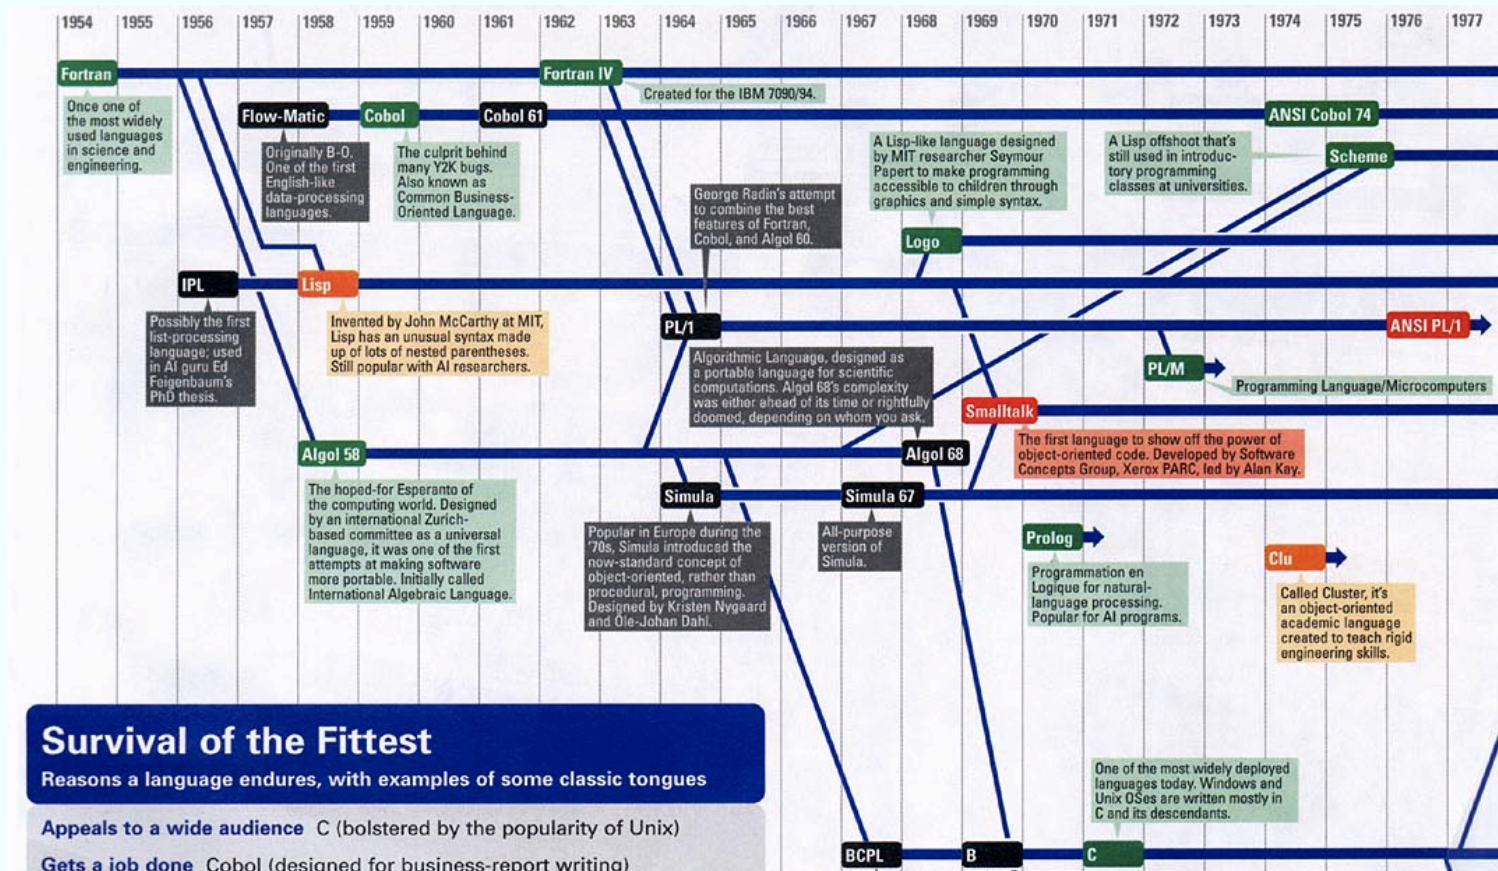 1954 1955 1956 1957 1958 1959 1960 1961 1962 1963 1964 1965 1966 1967 1968 1969 1970 1971 1972 1973 1974 1975 1976 1977
Fortran
Once one of
the most widely
used languages
in science and
engineering.
Fortran IV
Created for the IBM 7090/94.
Flow-Matic
Originally B-O.
One of the first
English-like
data-processing
languages.
Cobol
The culprit behind
many Y2K bugs.
Also known as
Common Business-
Oriented Language.
Cobol 61
ANSI Cobol 74
A Lisp offshoot that's
still used in introduc-
tory programming
classes at universities.
Scheme
A Lisp-like language designed
by MIT researcher Seymour
Papert to make programming
accessible to children through
graphics and simple syntax.
Logo
George Radin's attempt
to combine the best
features of Fortran,
Cobol, and Algol 60.
IPL
Possibly the first
list-processing
language; used
in AI guru Ed
Feigenbaum's
PhD thesis.
Lisp
Invented by John McCarthy at MIT,
Lisp has an unusual syntax made
up of lots of nested parentheses.
Still popular with AI researchers.
PL/1
ANSI PL/1
PL/M
Programming Language/Microcomputers
Algorithmic Language, designed as
a portable language for scientific
computations. Algol 68's complexity
was either ahead of its time or rightfully
doomed, depending on whom you ask.
Smalltalk
The first language to show off the power of
object-oriented code. Developed by Software
Concepts Group, Xerox PARC, led by Alan Kay.
Algol 58
The hoped-for Esperanto of
the computing world. Designed
by an international Zurich-
based committee as a universal
language, it was one of the first
attempts at making software
more portable. Initially called
International Algebraic Language.
Algol 68
Simula
Popular in Europe during the
'70s, Simula introduced the
now-standard concept of
object-oriented, rather than
procedural, programming.
Designed by Kristen Nygaard
and Ole-Johan Dahl.
Simula 67
All-purpose
version of
Simula.
Prolog
Programmation en
Logique for natural-
language processing.
Popular for AI programs.
Clu
Called Cluster, it's
an object-oriented
academic language
created to teach rigid
engineering skills.
Survival of the Fittest
Reasons a language endures, with examples of some classic tongues
Appeals to a wide audience C (bolstered by the popularity of Unix)
Gets a job done Cobol (designed for business-report writing)
One of the most widely deployed
languages today. Windows and
Unix OSes are written mostly in
C and its descendants.
BCPL
B
C